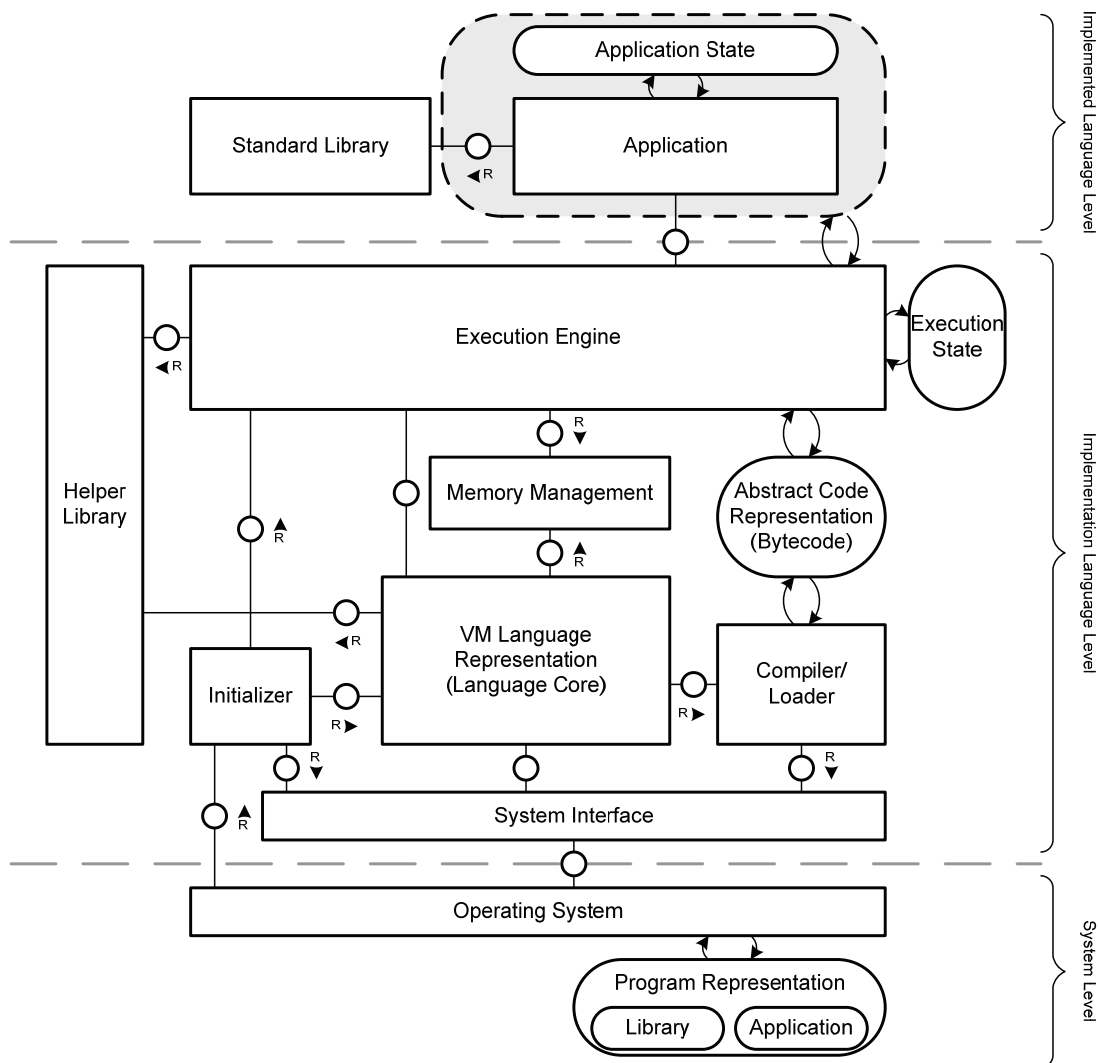 Application State
Standard Library
Application
R
Implemented Language Level
Execution Engine
Execution
State
R
R
Helper
Library
Memory Management
Abstract Code
Representation
(Bytecode)
R
R
VM Language
Representation
(Language Core)
R
Compiler/
Loader
Initializer
R
R
R
R
R
System Interface
Implementation Language Level
Operating System
Program Representation
Library
Application
System Level